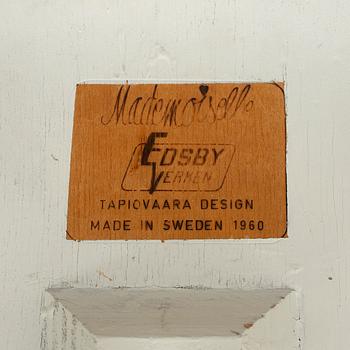 Mademoiselle
EDSBY
VERKEN
TAPIOVAARA DESIGN
MADE IN SWEDEN 1960